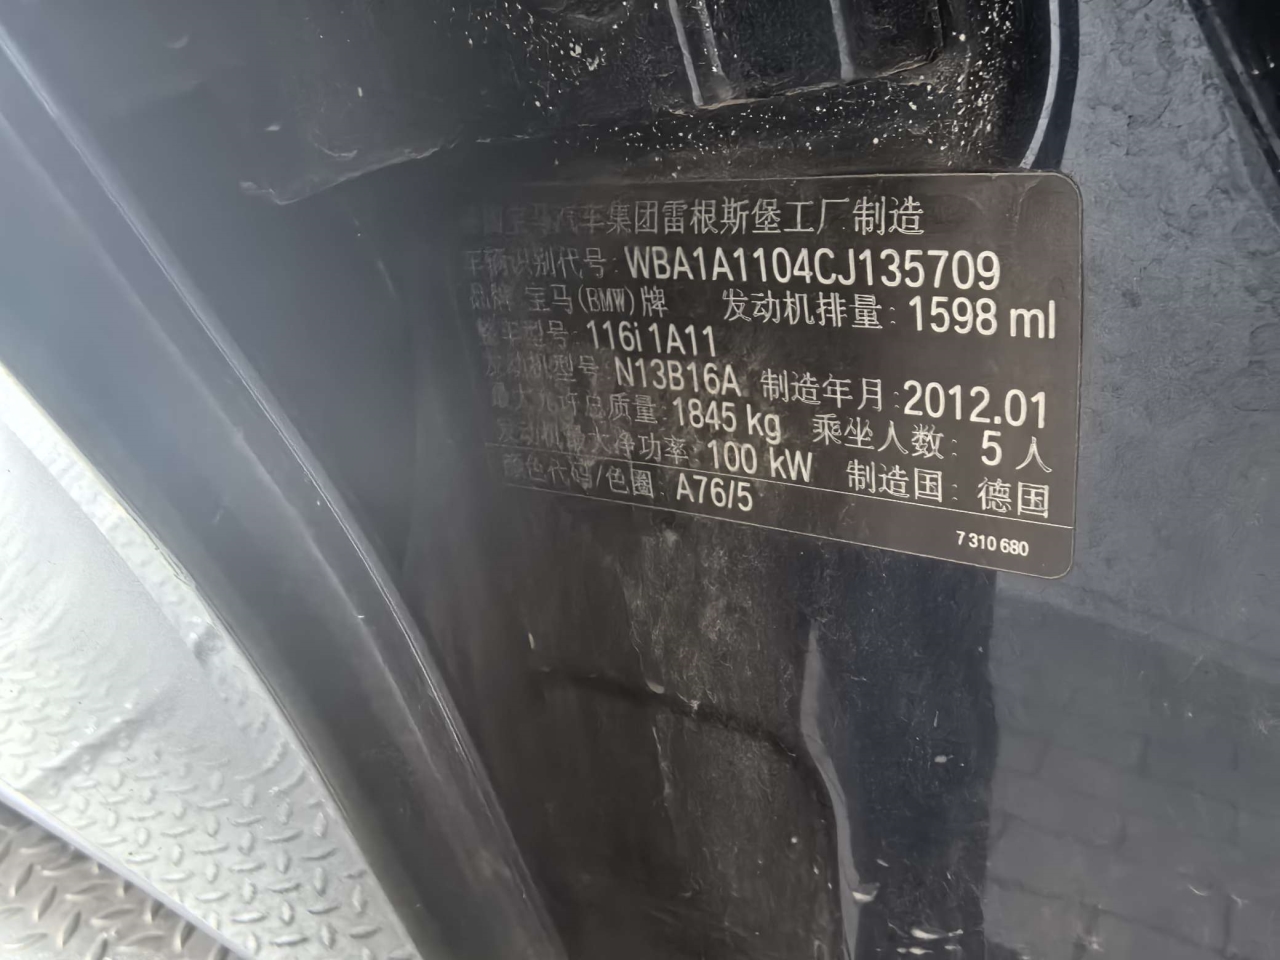 宝马汽车集团雷根斯堡工厂制造
车辆识别代号: WBA1A1104CJ135709
品牌: 宝马(BMW)牌 发动机排量: 1598 ml
整车型号: 116i 1A11
发动机型号: N13B16A 制造年月: 2012.01
最大允许总质量: 1845 kg 乘坐人数: 5 人
发动机最大净功率: 100 kW 制造国: 德国
颜色代码/色圈: A76/5
7 310 680